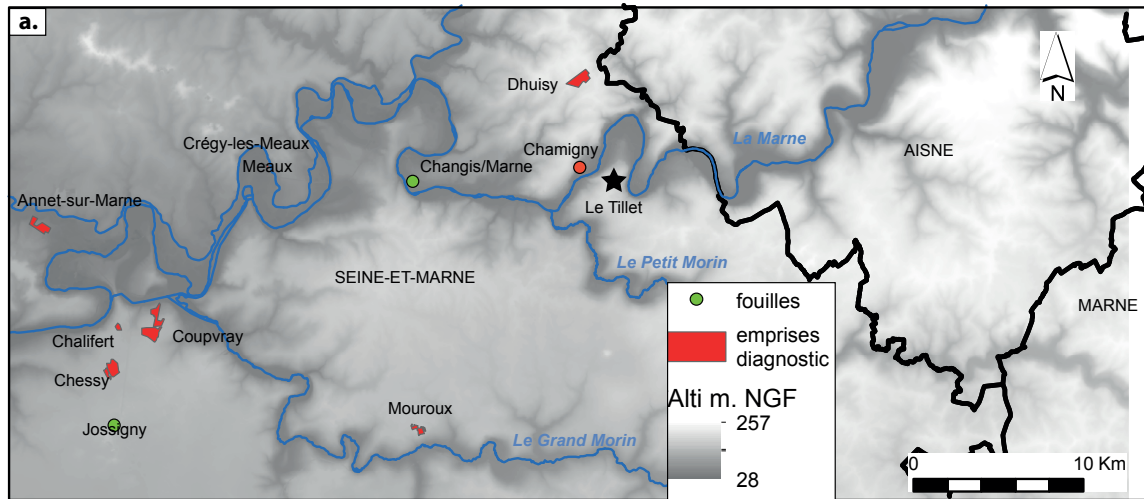 a.
N
Dhuisy
La Marne
Crégy-les-Meaux
Meaux
Changis/Marne
Chamigny
AISNE
Annet-sur-Marne
Le Tillet
Le Petit Morin
SEINE-ET-MARNE
MARNE
Chalifert
Coupvray
Chessy
Mouroux
Jossigny
Le Grand Morin
fouilles
emprises
diagnostic
Alti m. NGF
257
28
0 10 Km